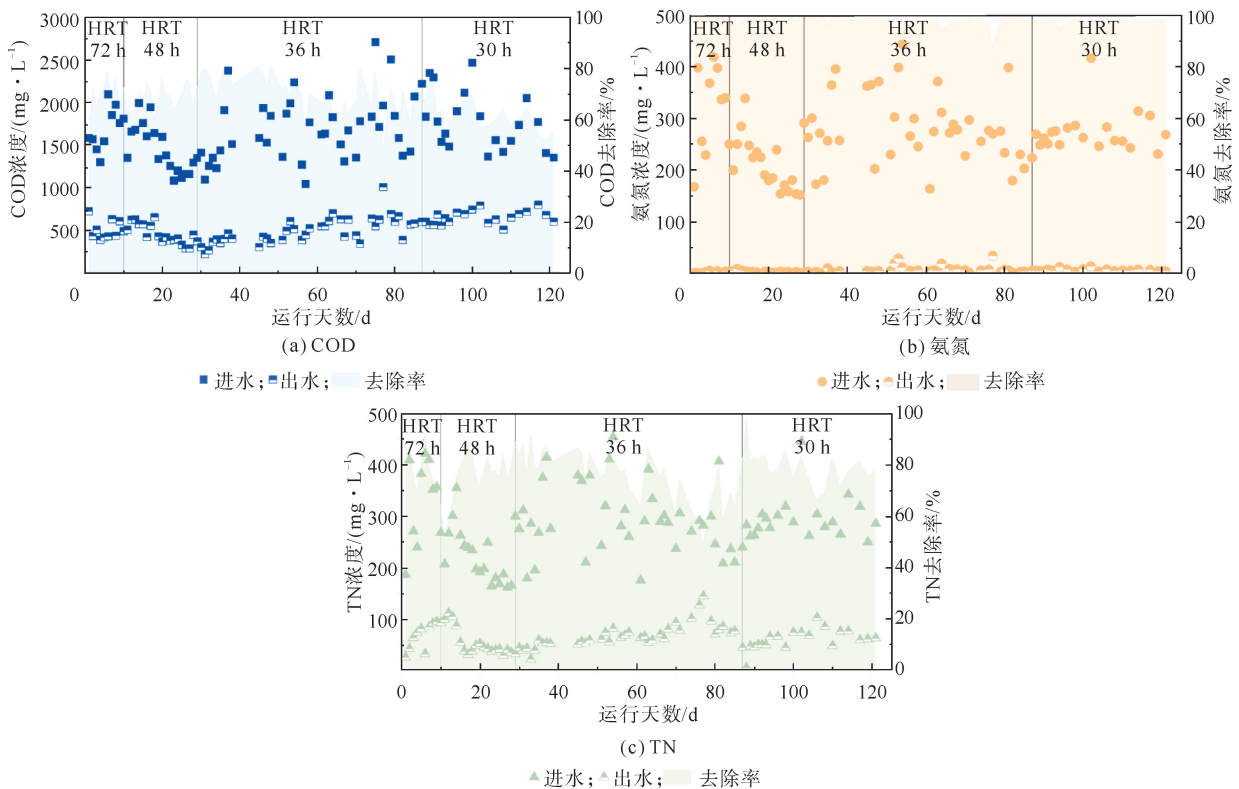 3000
2500
2000
1500
1000
500
COD浓度/(mg·L⁻¹)
HRT
72 h
HRT
48 h
HRT
36 h
HRT
30 h
100
80
60
40
20
0
COD去除率/%
0
20
40
60
80
100
120
运行天数/d
(a) COD
■ 进水; 出水; 去除率
500
400
300
200
100
氨氮浓度/(mg·L⁻¹)
HRT
72 h
HRT
48 h
HRT
36 h
HRT
30 h
100
80
60
40
20
0
氨氮去除率/%
0
20
40
60
80
100
120
运行天数/d
(b) 氨氮
● 进水; 出水; 去除率
500
400
300
200
100
TN浓度/(mg·L⁻¹)
HRT
72 h
HRT
48 h
HRT
36 h
HRT
30 h
100
80
60
40
20
0
TN去除率/%
0
20
40
60
80
100
120
运行天数/d
(c) TN
▲ 进水; 出水; 去除率